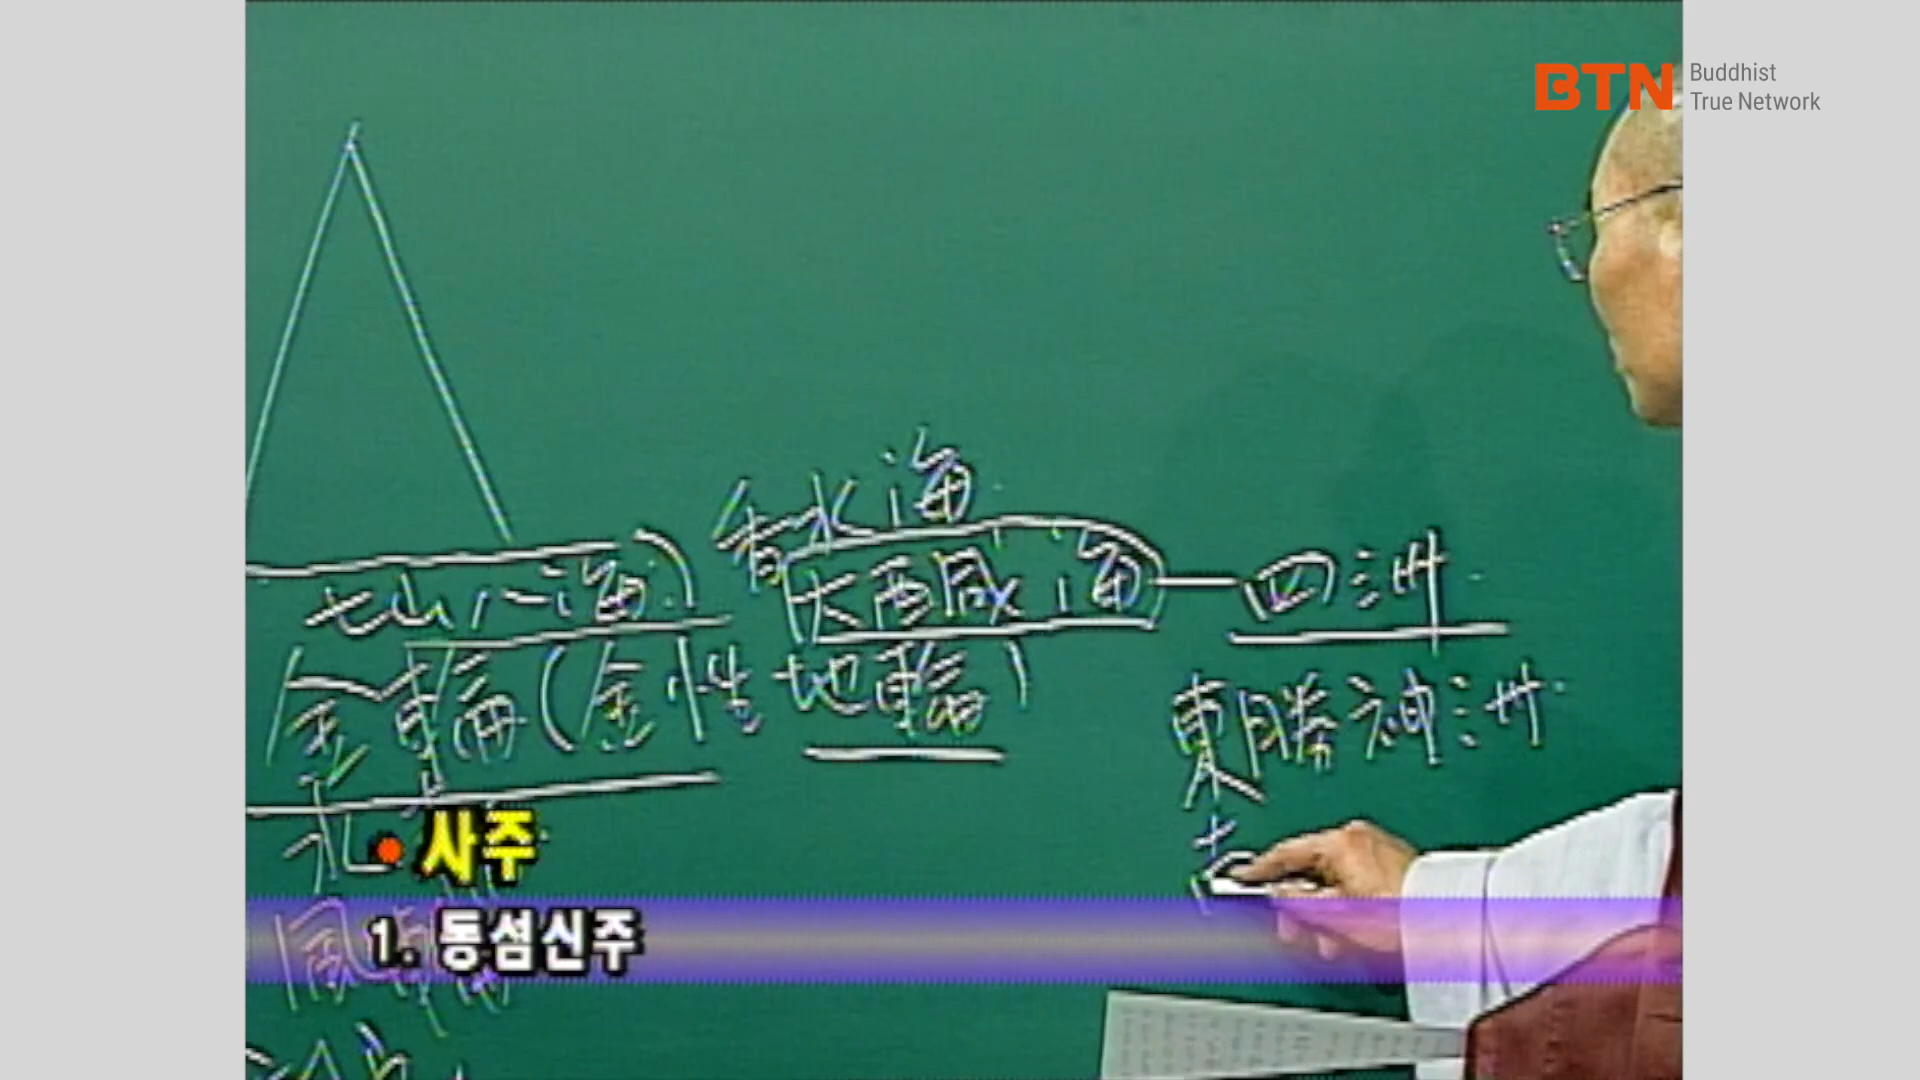 BTN Buddhist
True Network
香水海
七山八海)
大鹹海
四洲
金輪(金性地輪)
東勝神洲
• 사주
1. 동섬신주